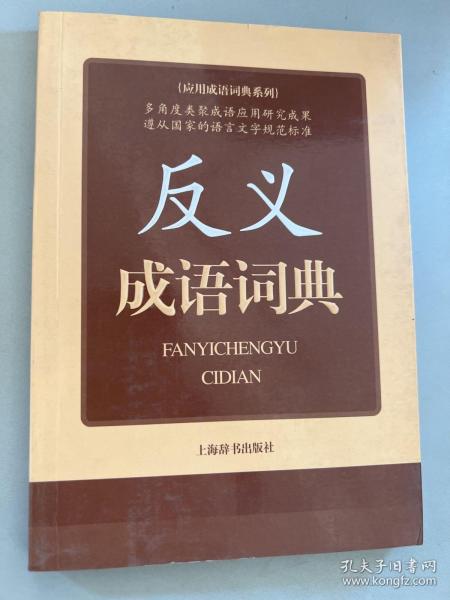 {应用成语词典系列}
多角度类聚成语应用研究成果
遵从国家的语言文字规范标准
反义
成语词典
FANYICHENGYU
CIDIAN
上海辞书出版社
孔夫子旧书网
www.kongfz.com